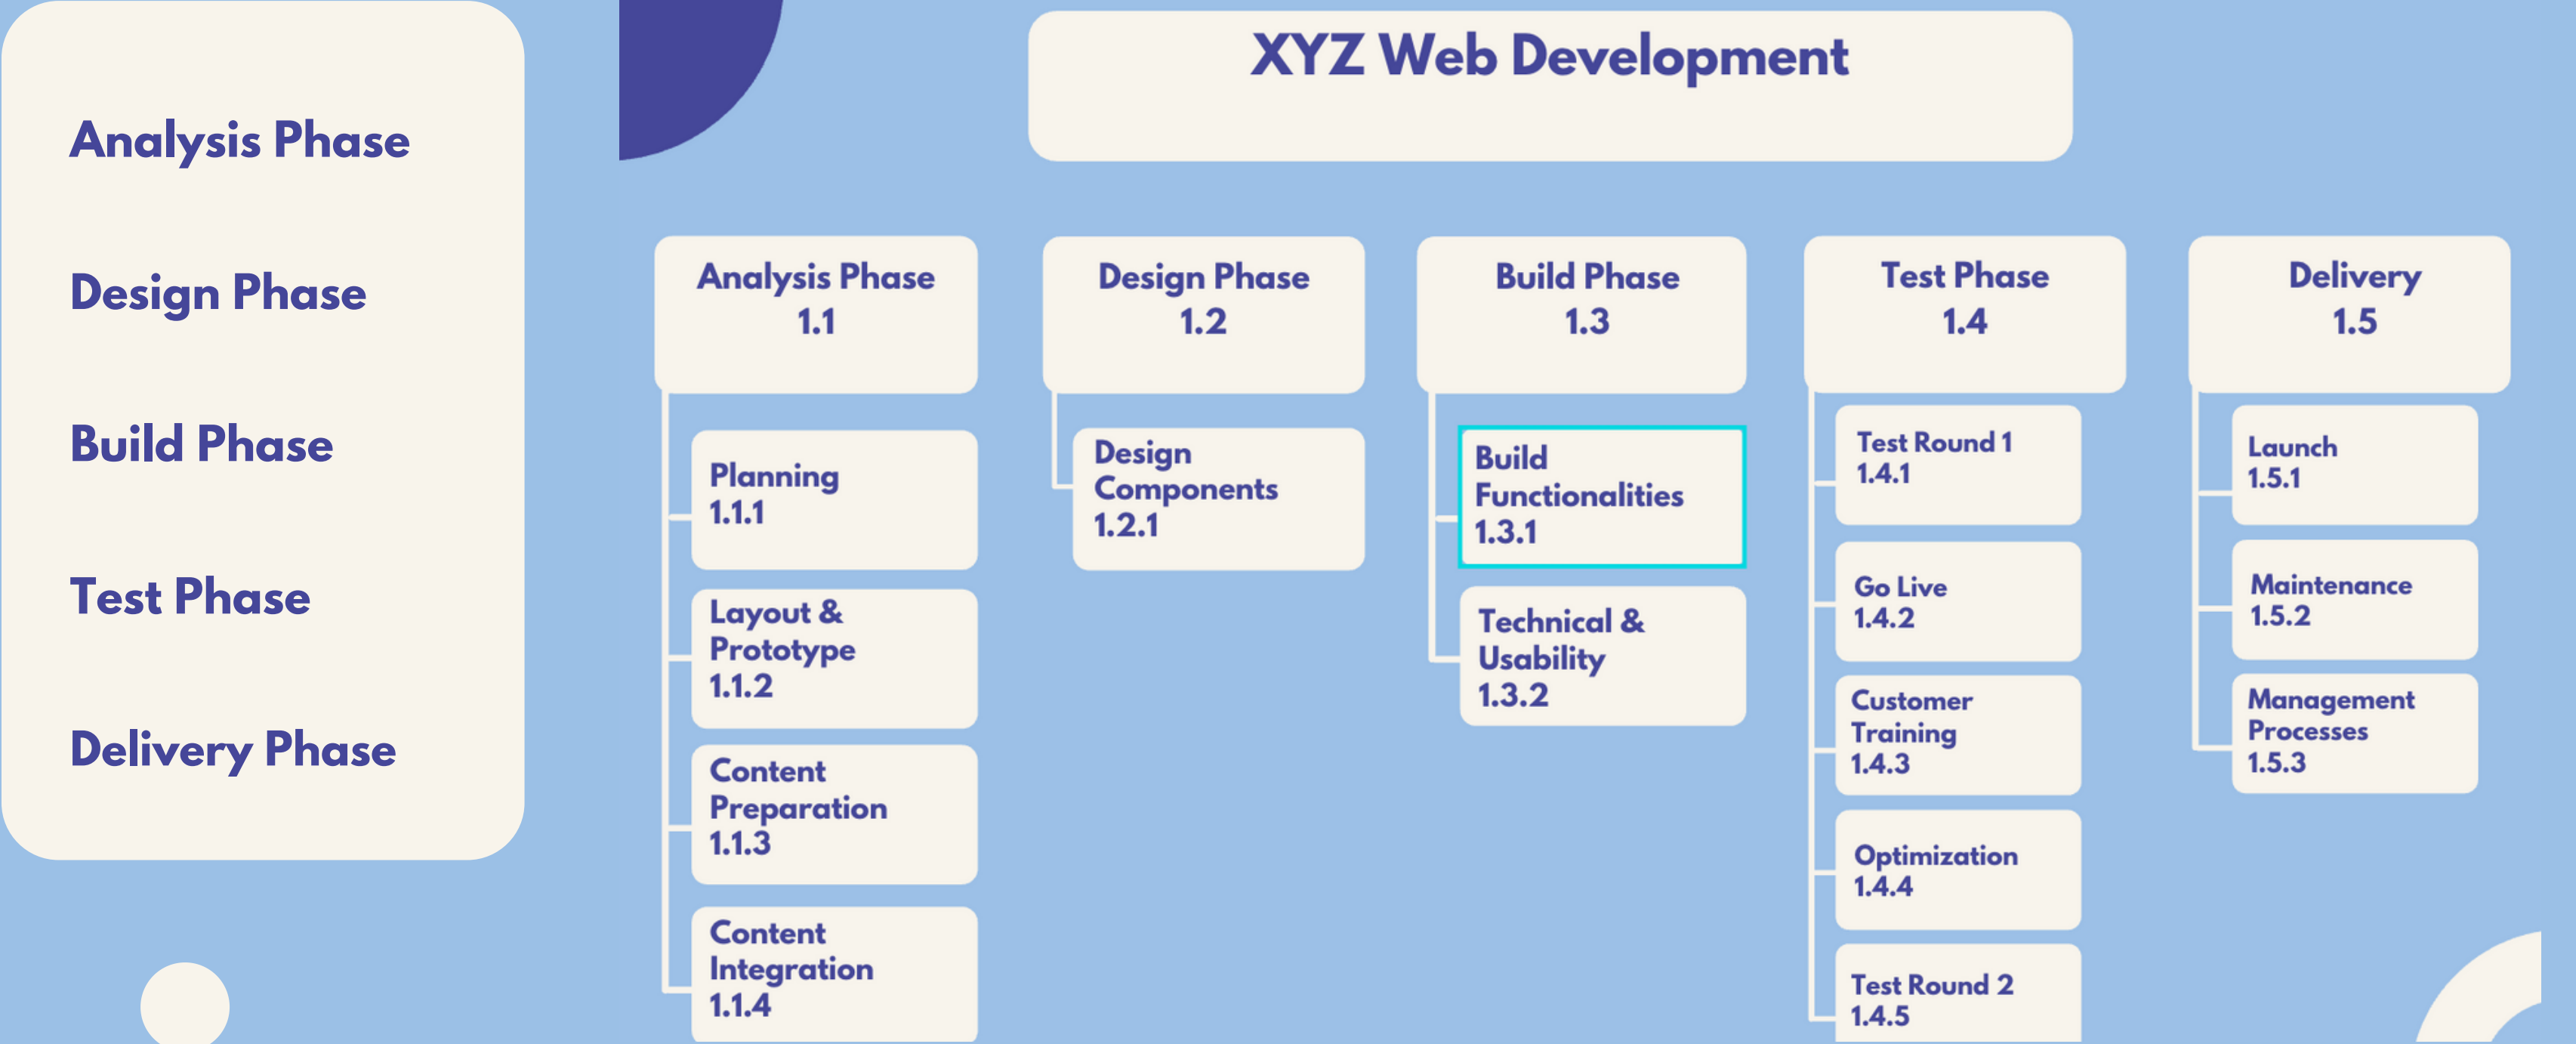 Analysis Phase
Design Phase
Build Phase
Test Phase
Delivery Phase
XYZ Web Development
Analysis Phase
1.1
Planning
1.1.1
Layout &
Prototype
1.1.2
Content
Preparation
1.1.3
Content
Integration
1.1.4
Design Phase
1.2
Design
Components
1.2.1
Build Phase
1.3
Build
Functionalities
1.3.1
Technical &
Usability
1.3.2
Test Phase
1.4
Test Round 1
1.4.1
Go Live
1.4.2
Customer
Training
1.4.3
Optimization
1.4.4
Test Round 2
1.4.5
Delivery
1.5
Launch
1.5.1
Maintenance
1.5.2
Management
Processes
1.5.3